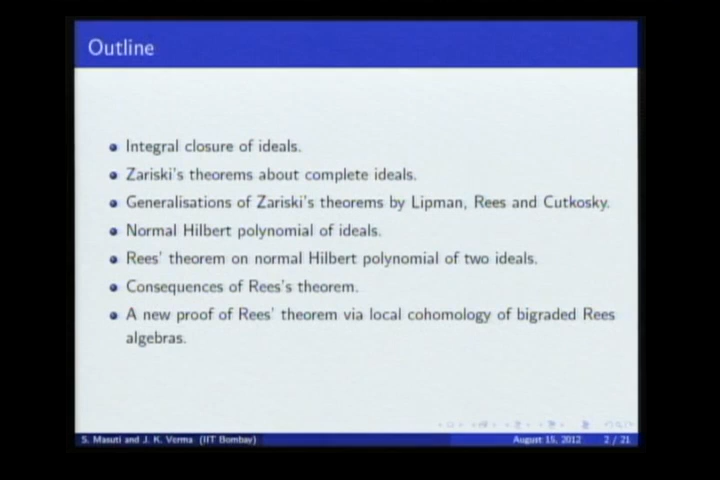 Outline
Integral closure of ideals.
Zariski's theorems about complete ideals.
Generalisations of Zariski's theorems by Lipman, Rees and Cutkosky.
Normal Hilbert polynomial of ideals.
Rees' theorem on normal Hilbert polynomial of two ideals.
Consequences of Rees's theorem.
A new proof of Rees' theorem via local cohomology of bigraded Rees
algebras.
S. Masuti and J. K. Verma (IIT Bombay) August 15, 2012 2 / 21